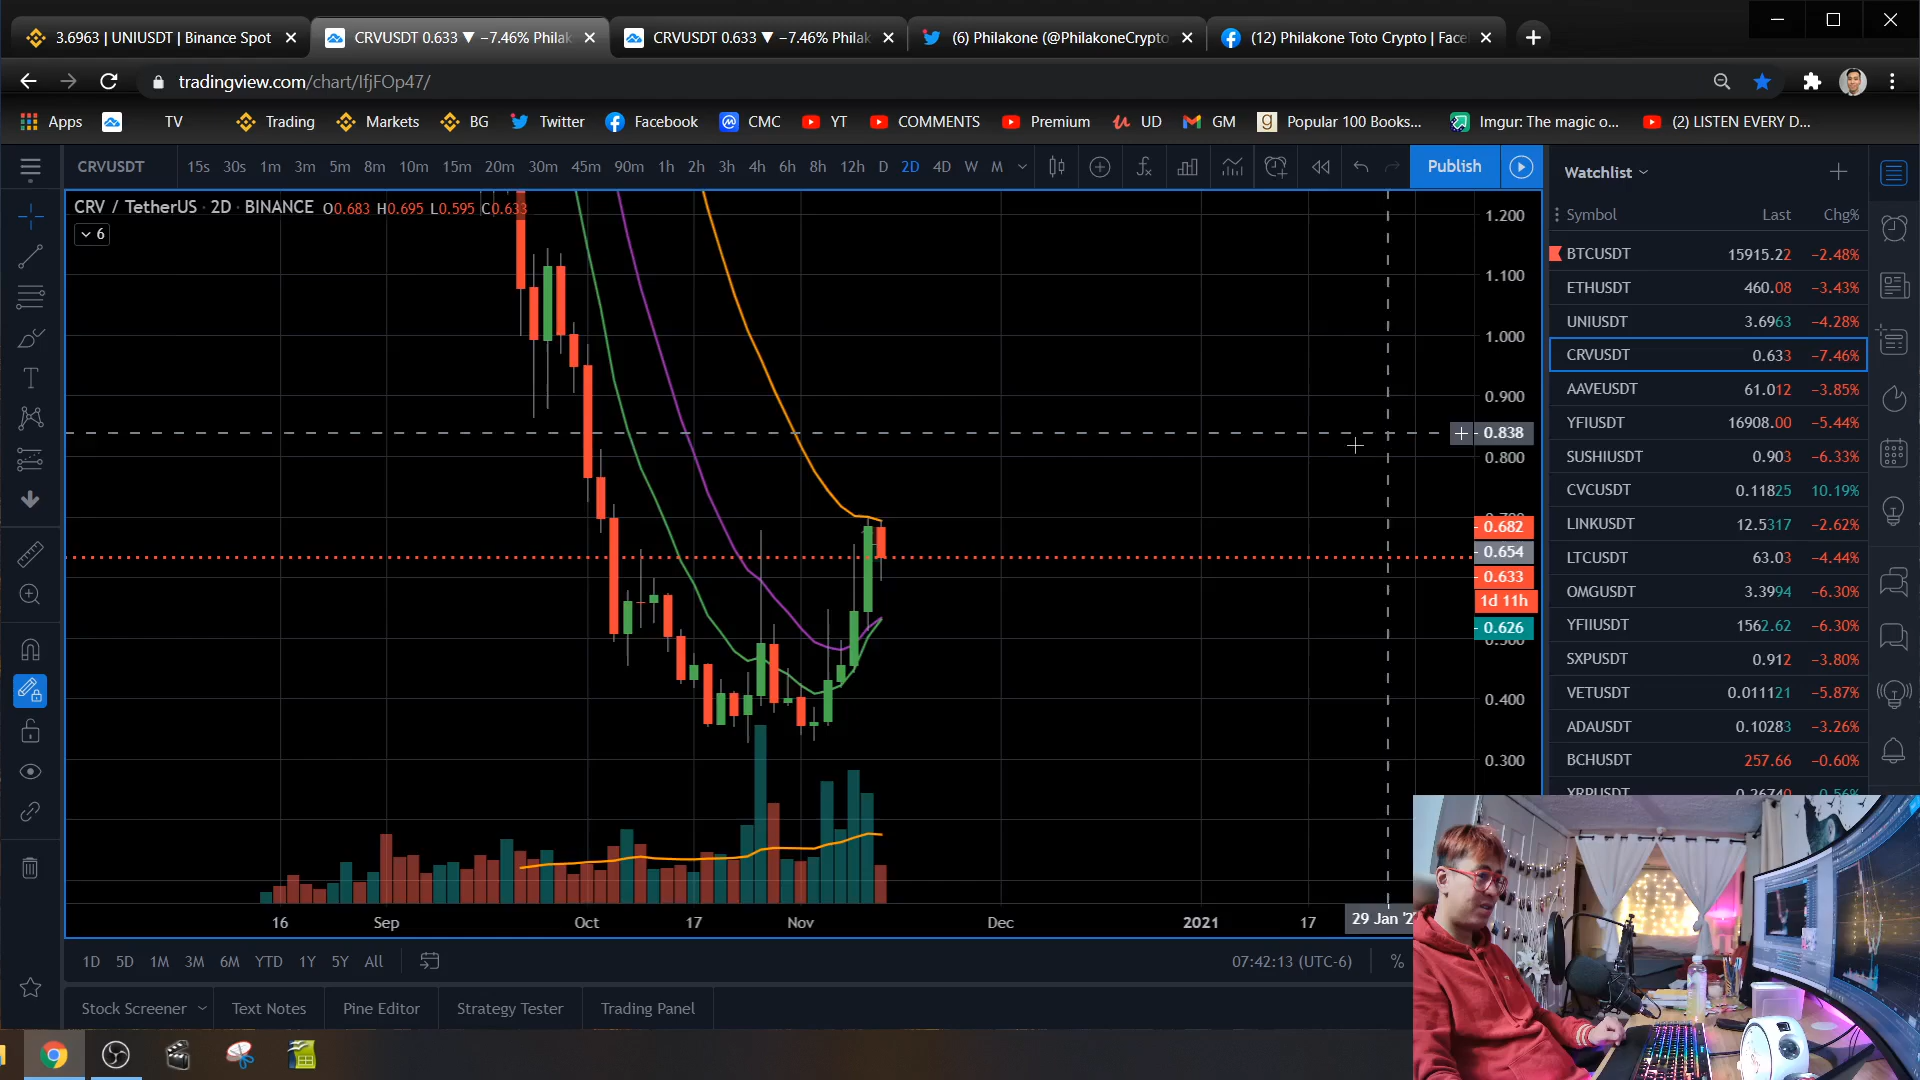 3.6963 | UNIUSDT | Binance Spot
CRVUSDT 0.633 ▼ −7.46% Philak
CRVUSDT 0.633 ▼ −7.46% Philak
(6) Philakone (@PhilakoneCrypto
(12) Philakone Toto Crypto | Face
tradingview.com/chart/IfjFOp47/
Apps TV Trading Markets BG Twitter Facebook CMC YT COMMENTS Premium UD GM Popular 100 Books... Imgur: The magic o... (2) LISTEN EVERY D...
CRVUSDT 15s 30s 1m 3m 5m 8m 10m 15m 20m 30m 45m 90m 1h 2h 3h 4h 6h 8h 12h D 2D 4D W M Publish
CRV / TetherUS · 2D · BINANCE O0.683 H0.695 L0.595 C0.633
6
1.200
1.100
1.000
0.900
0.838
0.800
0.682
0.654
0.633
1d 11h
0.626
0.400
0.300
16 Sep Oct 17 Nov Dec 2021 17 29 Jan '2
1D 5D 1M 3M 6M YTD 1Y 5Y All
07:42:13 (UTC-6) %
Stock Screener Text Notes Pine Editor Strategy Tester Trading Panel
Watchlist
Symbol Last Chg%
BTCUSDT 15915.22 −2.48%
ETHUSDT 460.08 −3.43%
UNIUSDT 3.6963 −4.28%
CRVUSDT 0.633 −7.46%
AAVEUSDT 61.012 −3.85%
YFIUSDT 16908.00 −5.44%
SUSHIUSDT 0.903 −6.33%
CVCUSDT 0.11825 10.19%
LINKUSDT 12.5317 −2.62%
LTCUSDT 63.03 −4.44%
OMGUSDT 3.3994 −6.30%
YFIIUSDT 1562.62 −6.30%
SXPUSDT 0.912 −3.80%
VETUSDT 0.011121 −5.87%
ADAUSDT 0.10283 −3.26%
BCHUSDT 257.66 −0.60%